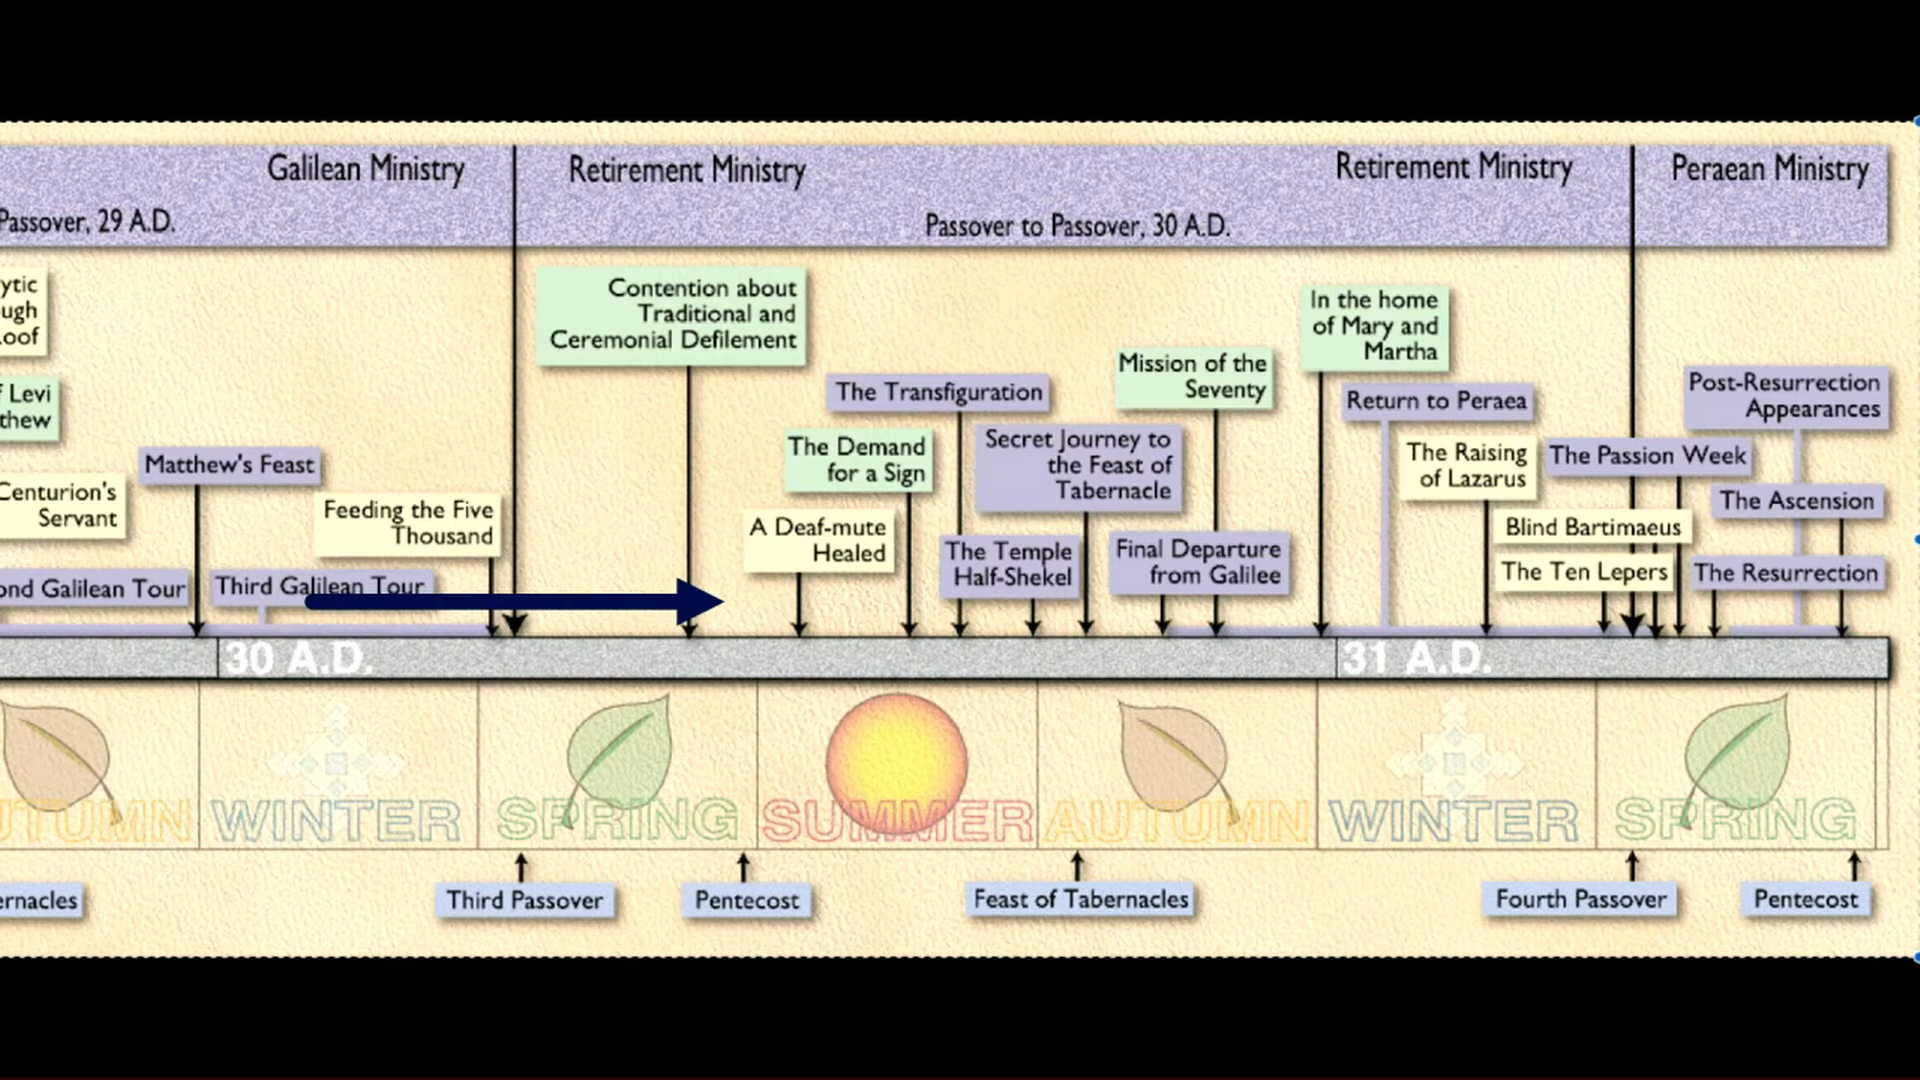 Galilean Ministry
Retirement Ministry
Retirement Ministry
Peraean Ministry
Passover, 29 A.D.
Passover to Passover, 30 A.D.
ytic
ugh
oof
Levi
thew
Centurion's
Servant
ond Galilean Tour
Matthew's Feast
Third Galilean Tour
Feeding the Five
Thousand
Contention about
Traditional and
Ceremonial Defilement
A Deaf-mute
Healed
The Demand
for a Sign
The Transfiguration
The Temple
Half-Shekel
Secret Journey to
the Feast of
Tabernacle
Final Departure
from Galilee
Mission of the
Seventy
In the home
of Mary and
Martha
Return to Peraea
The Raising
of Lazarus
The Passion Week
Blind Bartimaeus
The Ten Lepers
Post-Resurrection
Appearances
The Ascension
The Resurrection
30 A.D.
31 A.D.
UTUMN
WINTER
SPRING
SUMMER
AUTUMN
WINTER
SPRING
ernacles
Third Passover
Pentecost
Feast of Tabernacles
Fourth Passover
Pentecost